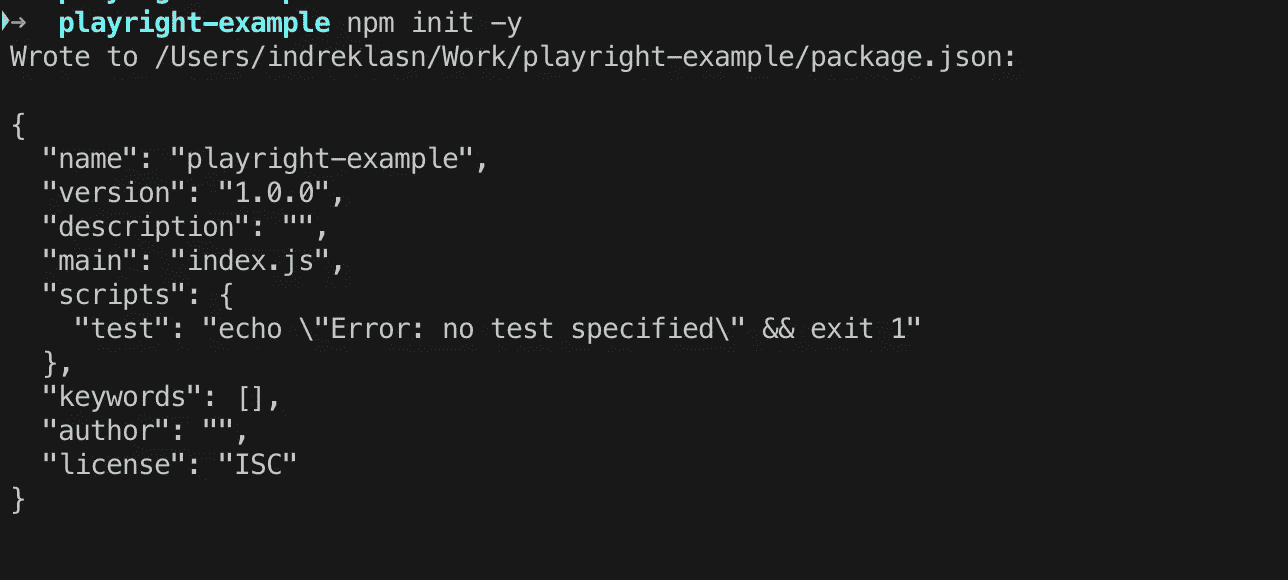 ➜  playright-example npm init -y
Wrote to /Users/indreklasn/Work/playright-example/package.json:

{
  "name": "playright-example",
  "version": "1.0.0",
  "description": "",
  "main": "index.js",
  "scripts": {
    "test": "echo \"Error: no test specified\" && exit 1"
  },
  "keywords": [],
  "author": "",
  "license": "ISC"
}